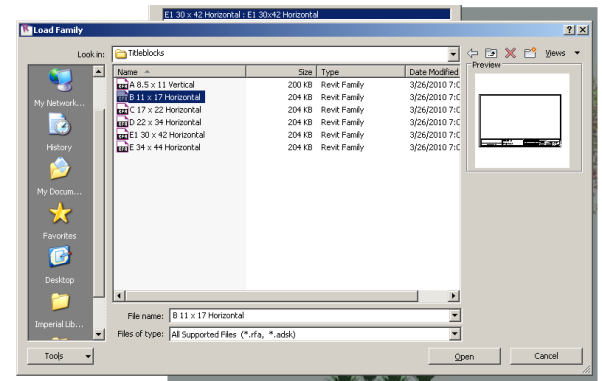 E1 30 x 42 Horizontal : E1 30x42 Horizontal
Load Family
Look in: Titleblocks
Views
Preview
Name Size Type Date Modified
A 8.5 x 11 Vertical 200 KB Revit Family 3/26/2010 7:0
B 11 x 17 Horizontal 204 KB Revit Family 3/26/2010 7:0
C 17 x 22 Horizontal 204 KB Revit Family 3/26/2010 7:0
D 22 x 34 Horizontal 204 KB Revit Family 3/26/2010 7:0
E1 30 x 42 Horizontal 204 KB Revit Family 3/26/2010 7:0
E 34 x 44 Horizontal 204 KB Revit Family 3/26/2010 7:0
My Network...
History
My Docum...
Favorites
Desktop
Imperial Lib...
File name: B 11 x 17 Horizontal
Files of type: All Supported Files (*.rfa, *.adsk)
Tools
Open
Cancel